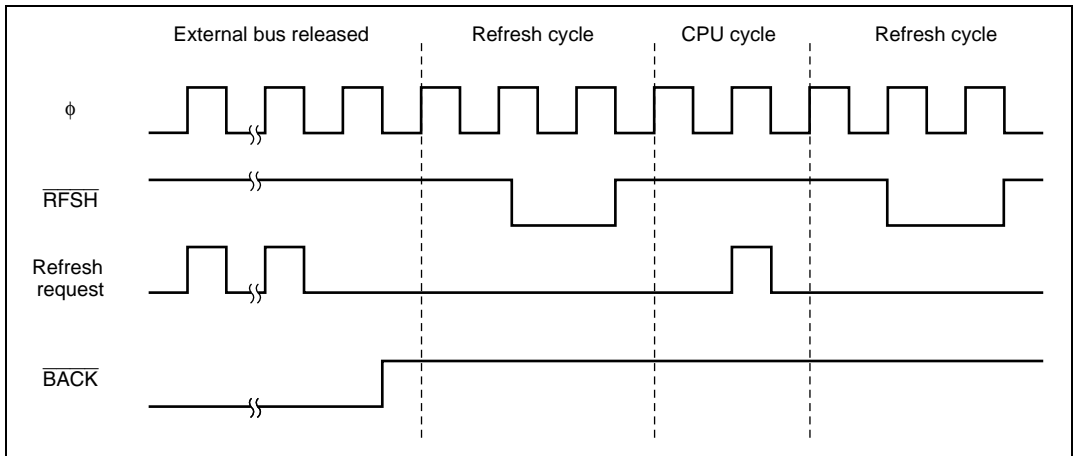 External bus released Refresh cycle CPU cycle Refresh cycle
ϕ
RFSH
Refresh
request
BACK